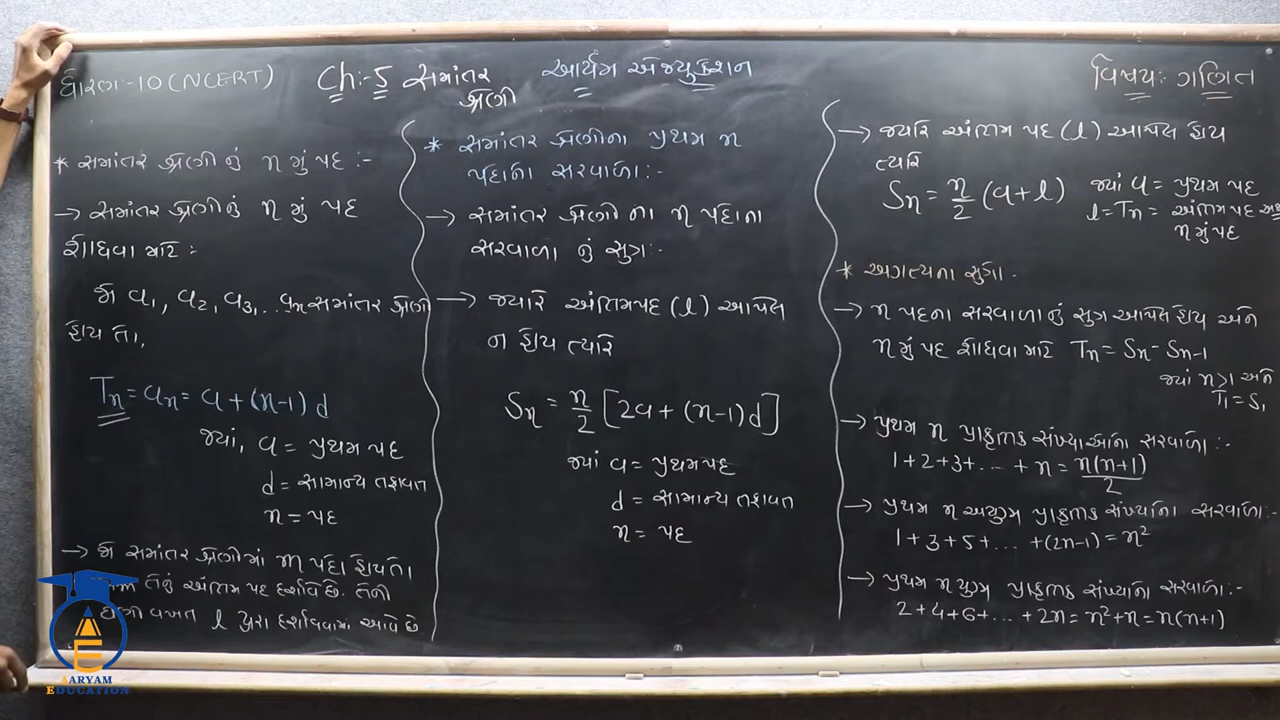 ધોરણ:-10 (NCERT)
Ch:-5 સમાંતર શ્રેણી
આર્યમ એજ્યુકેશન
વિષય: ગણિત
* સમાંતર શ્રેણી નું n મું પદ :-
→ સમાંતર શ્રેણીનું n મું પદ
શોધવા માટે :
જો a₁, a₂, a₃, ... aₙ સમાંતર શ્રેણી
હોય તો,
Tₙ = aₙ = a + (n-1) d
જ્યાં, a = પ્રથમ પદ
d = સામાન્ય તફાવત
n = પદ
→ જો સમાંતર શ્રેણીમાં m પદો હોય તો
તેનું અંતિમ પદ દર્શાવે છે. તેની
ઘણી વખત l દ્વારા દર્શાવવામાં આવે છે.
* સમાંતર શ્રેણીના પ્રથમ n
પદોનો સરવાળો :-
→ સમાંતર શ્રેણી ના n પદોના
સરવાળા નું સુત્ર :-
→ જ્યારે અંતિમપદ (l) આપેલ
ન હોય ત્યારે
Sₙ = n/2 [2a + (n-1)d]
જ્યાં a = પ્રથમપદ
d = સામાન્ય તફાવત
n = પદ
→ જ્યારે અંતિમ પદ (l) આપેલ હોય
ત્યારે
Sₙ = n/2 (a + l)
જ્યાં a = પ્રથમ પદ
l = Tₙ = અંતિમ પદ અથ
n મું પદ
* અગત્યના સુત્રો.
→ n પદના સરવાળાનું સુત્ર આપેલ હોય અને
n મું પદ શોધવા માટે Tₙ = Sₙ - Sₙ₋₁
જ્યાં n > 1 અને
T₁ = S₁
→ પ્રથમ n પ્રાકૃતિક સંખ્યાઓનો સરવાળો :-
1 + 2 + 3 + ... + n = n(n+1)/2
→ પ્રથમ n અયુગ્મ પ્રાકૃતિક સંખ્યાનો સરવાળો :-
1 + 3 + 5 + ... + (2n-1) = n²
→ પ્રથમ n યુગ્મ પ્રાકૃતિક સંખ્યાનો સરવાળો :-
2 + 4 + 6 + ... + 2n = n² + n = n(n+1)
AARYAM
EDUCATION